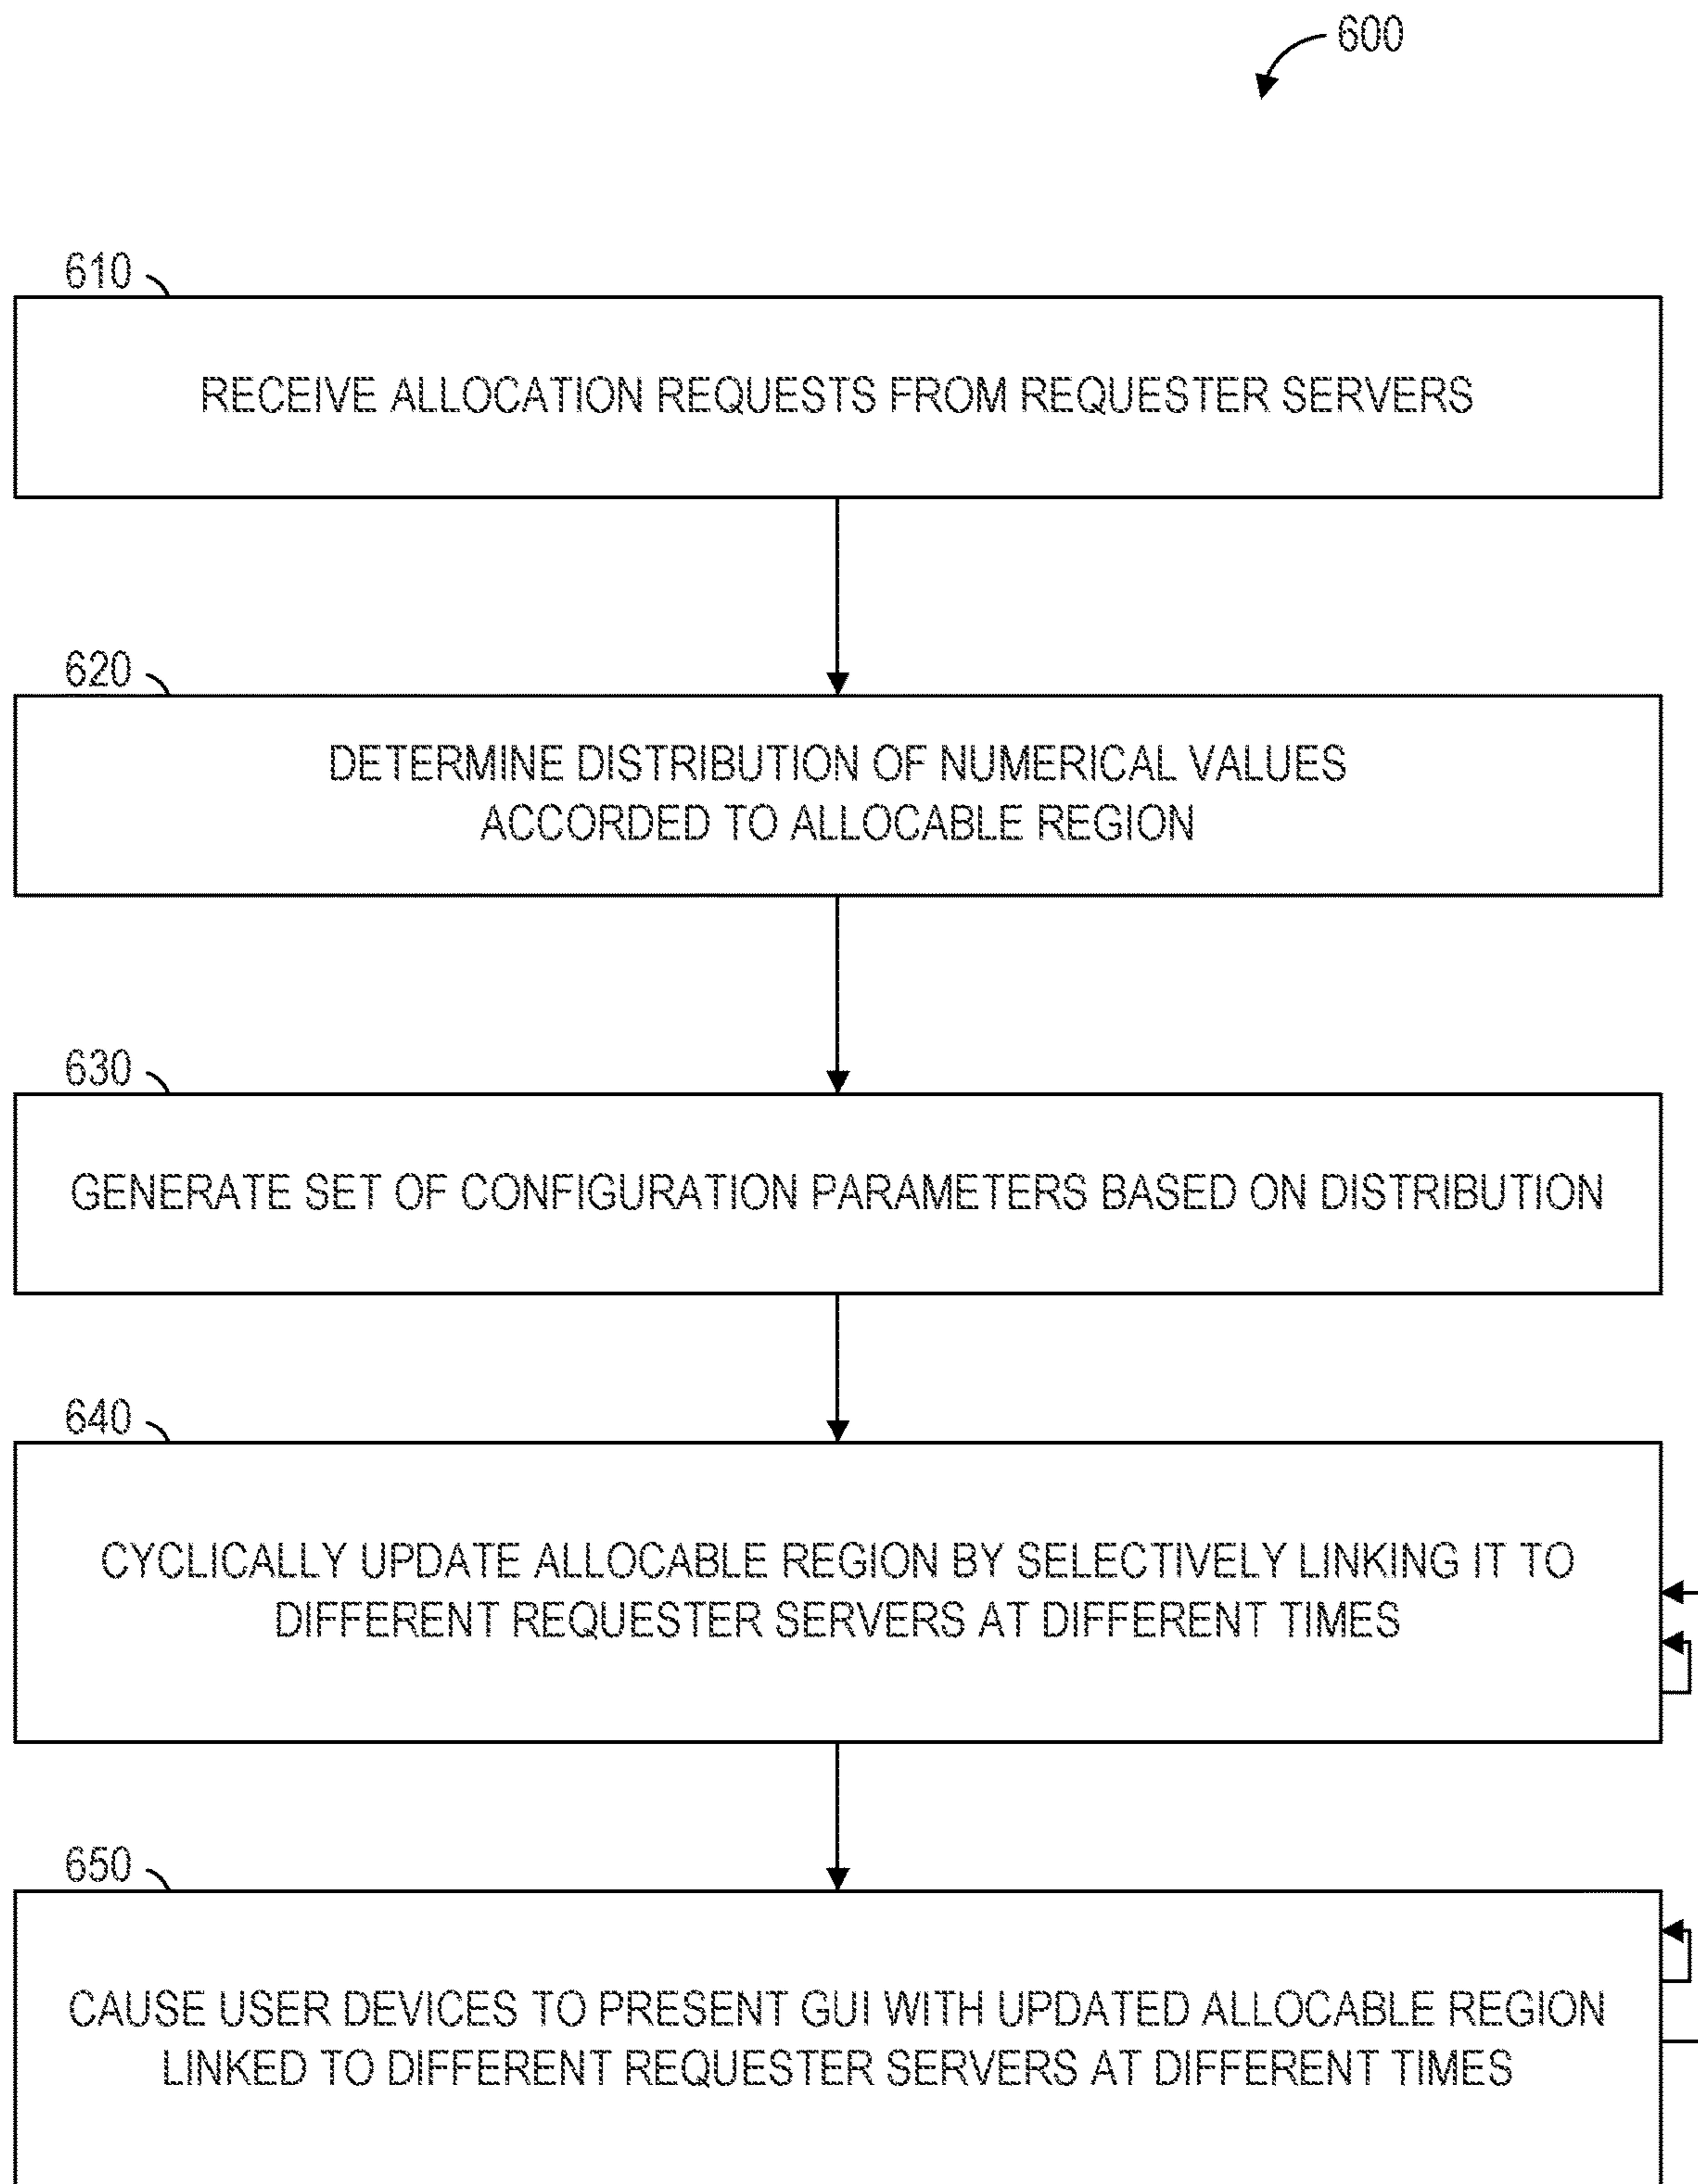 600
610
RECEIVE ALLOCATION REQUESTS FROM REQUESTER SERVERS
620
DETERMINE DISTRIBUTION OF NUMERICAL VALUES
ACCORDED TO ALLOCABLE REGION
630
GENERATE SET OF CONFIGURATION PARAMETERS BASED ON DISTRIBUTION
640
CYCLICALLY UPDATE ALLOCABLE REGION BY SELECTIVELY LINKING IT TO
DIFFERENT REQUESTER SERVERS AT DIFFERENT TIMES
650
CAUSE USER DEVICES TO PRESENT GUI WITH UPDATED ALLOCABLE REGION
LINKED TO DIFFERENT REQUESTER SERVERS AT DIFFERENT TIMES